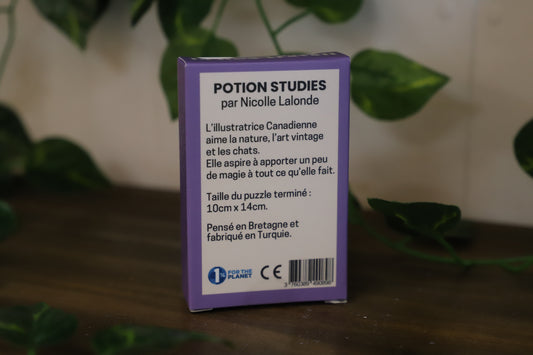 POTION STUDIES
par Nicolle Lalonde
L'illustratrice Canadienne
aime la nature, l'art vintage
et les chats.
Elle aspire à apporter un peu
de magie à tout ce qu'elle fait.
Taille du puzzle terminé :
10cm x 14cm.
Pensé en Bretagne et
fabriqué en Turquie.
1% FOR THE
PLANET
CE